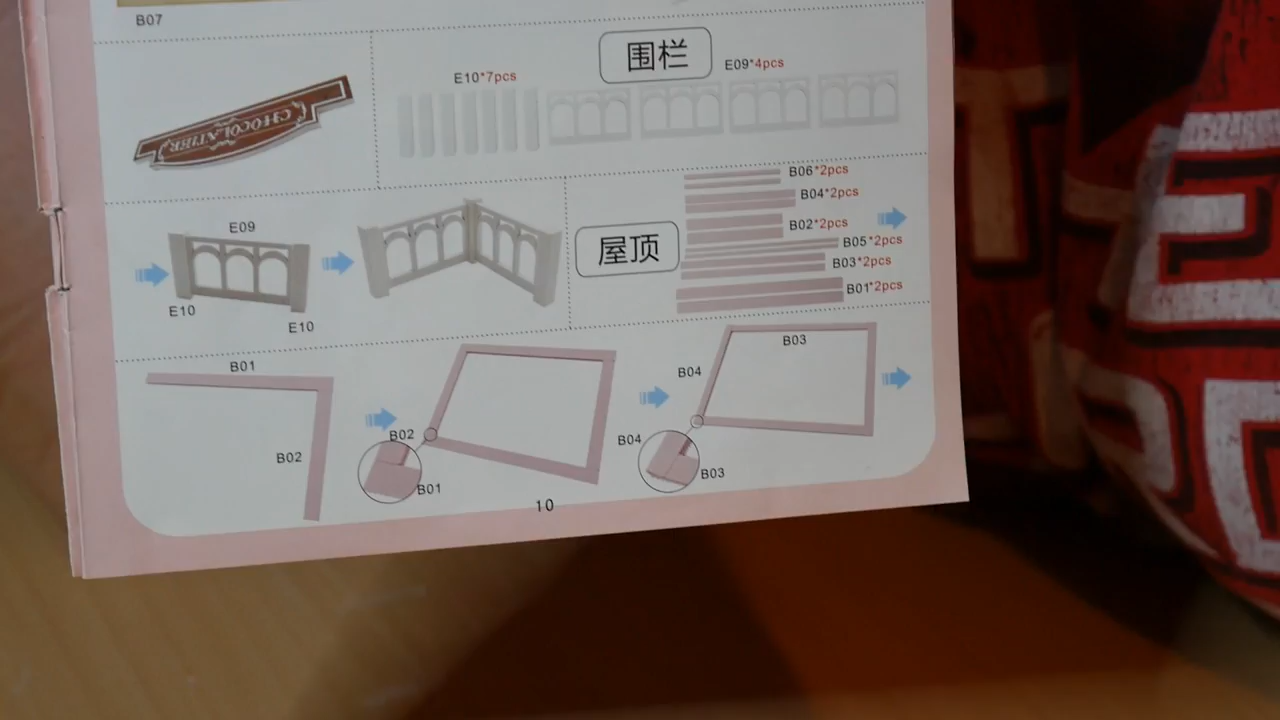 B07
CHOCOLATIER
围栏
E10*7pcs
E09*4pcs
E09
E10
E10
屋顶
B06*2pcs
B04*2pcs
B02*2pcs
B05*2pcs
B03*2pcs
B01*2pcs
B01
B02
B02
B01
B03
B04
B04
B03
10